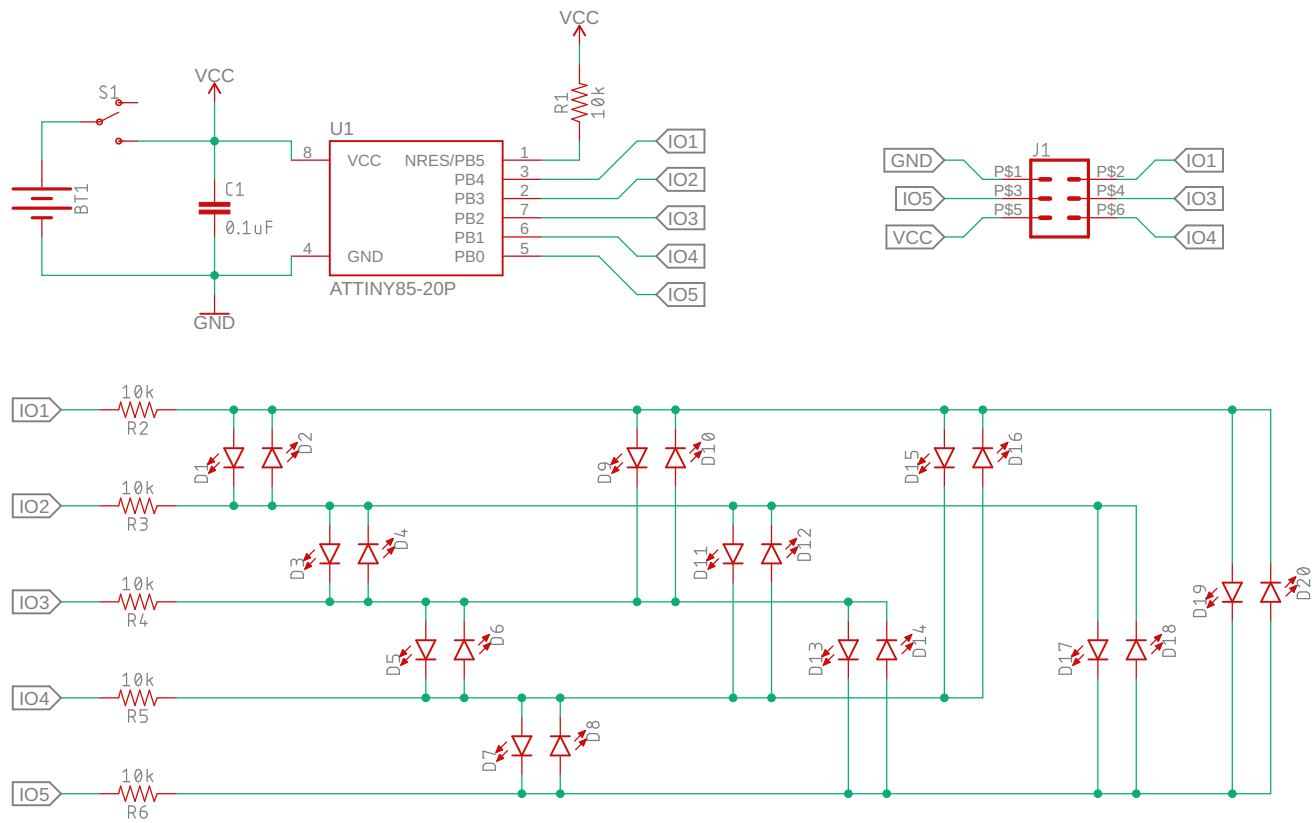 VCC
VCC
S1
R1
10k
BT1
C1
0.1uF
GND
U1
8
VCC
NRES/PB5
1
PB4
3
PB3
2
PB2
7
PB1
6
4
GND
PB0
5
ATTINY85-20P
IO1
IO2
IO3
IO4
IO5
J1
GND
P$1
P$2
IO1
IO5
P$3
P$4
IO3
VCC
P$5
P$6
IO4
IO1
10k
R2
D1
D2
D9
D10
D15
D16
IO2
10k
R3
D3
D4
D11
D12
D19
D20
IO3
10k
R4
D5
D6
D13
D14
D17
D18
IO4
10k
R5
D7
D8
IO5
10k
R6